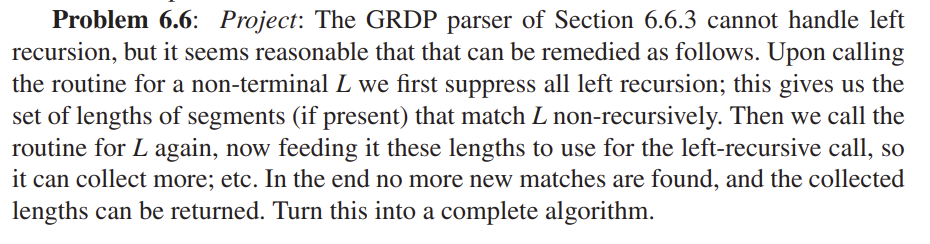 Problem 6.6: Project: The GRDP parser of Section 6.6.3 cannot handle left
recursion, but it seems reasonable that that can be remedied as follows. Upon calling
the routine for a non-terminal L we first suppress all left recursion; this gives us the
set of lengths of segments (if present) that match L non-recursively. Then we call the
routine for L again, now feeding it these lengths to use for the left-recursive call, so
it can collect more; etc. In the end no more new matches are found, and the collected
lengths can be returned. Turn this into a complete algorithm.